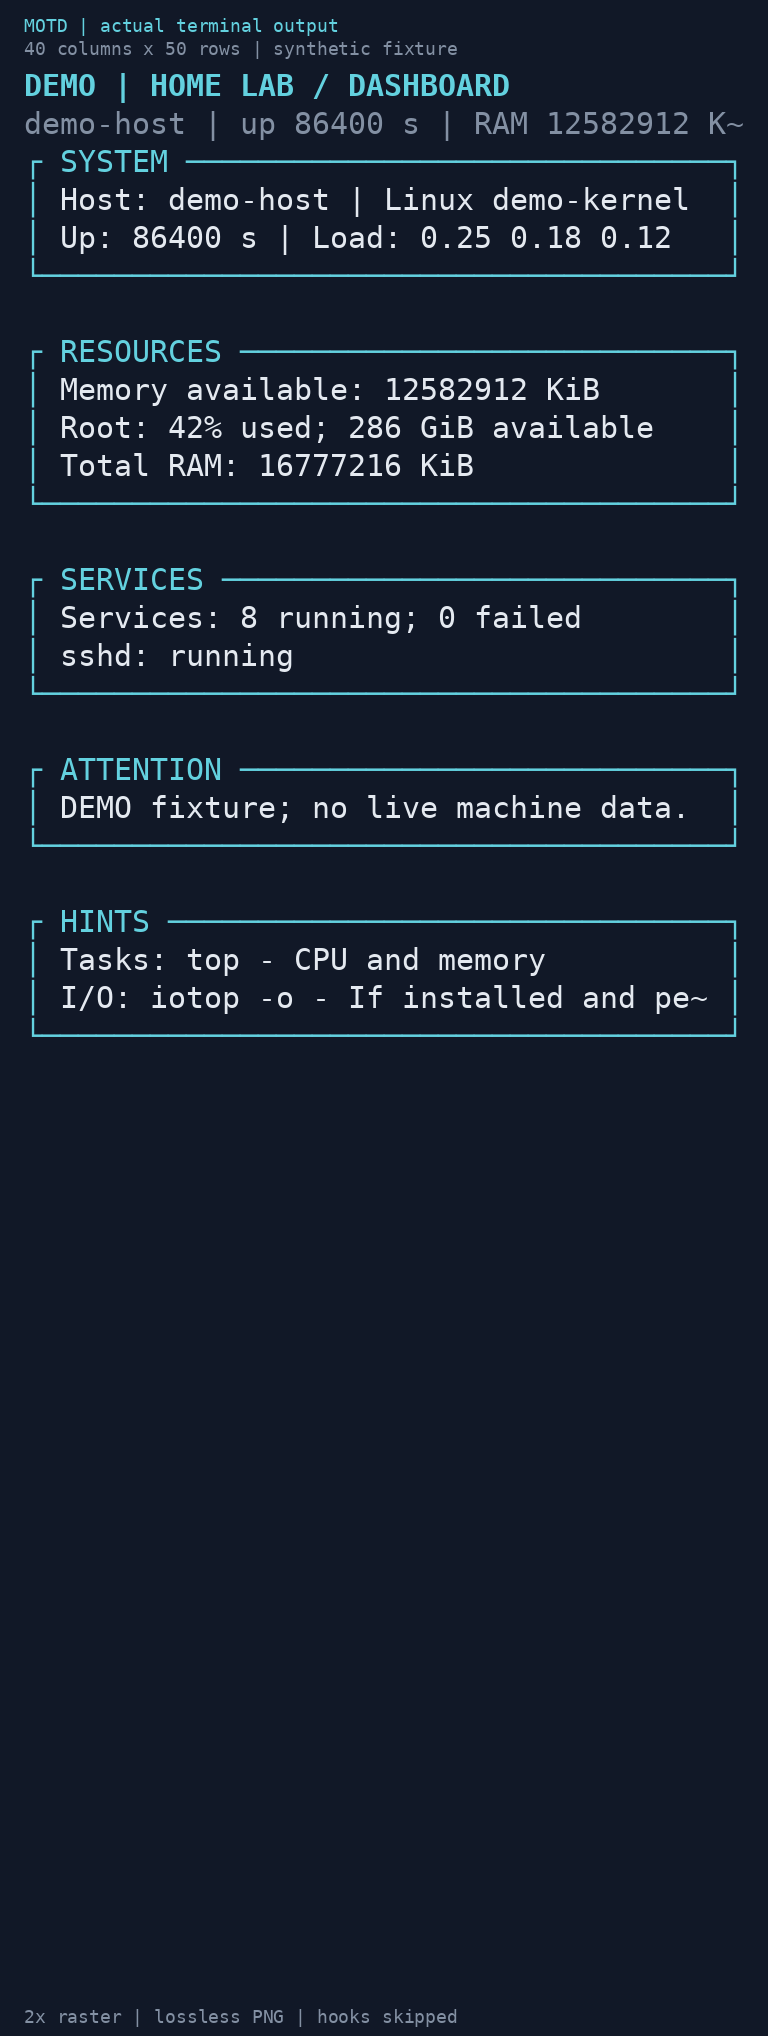 MOTD | actual terminal output
40 columns x 50 rows | synthetic fixture
DEMO | HOME LAB / DASHBOARD
demo-host | up 86400 s | RAM 12582912 K~
SYSTEM
Host: demo-host | Linux demo-kernel
Up: 86400 s | Load: 0.25 0.18 0.12
RESOURCES
Memory available: 12582912 KiB
Root: 42% used; 286 GiB available
Total RAM: 16777216 KiB
SERVICES
Services: 8 running; 0 failed
sshd: running
ATTENTION
DEMO fixture; no live machine data.
HINTS
Tasks: top - CPU and memory
I/O: iotop -o - If installed and pe~
2x raster | lossless PNG | hooks skipped